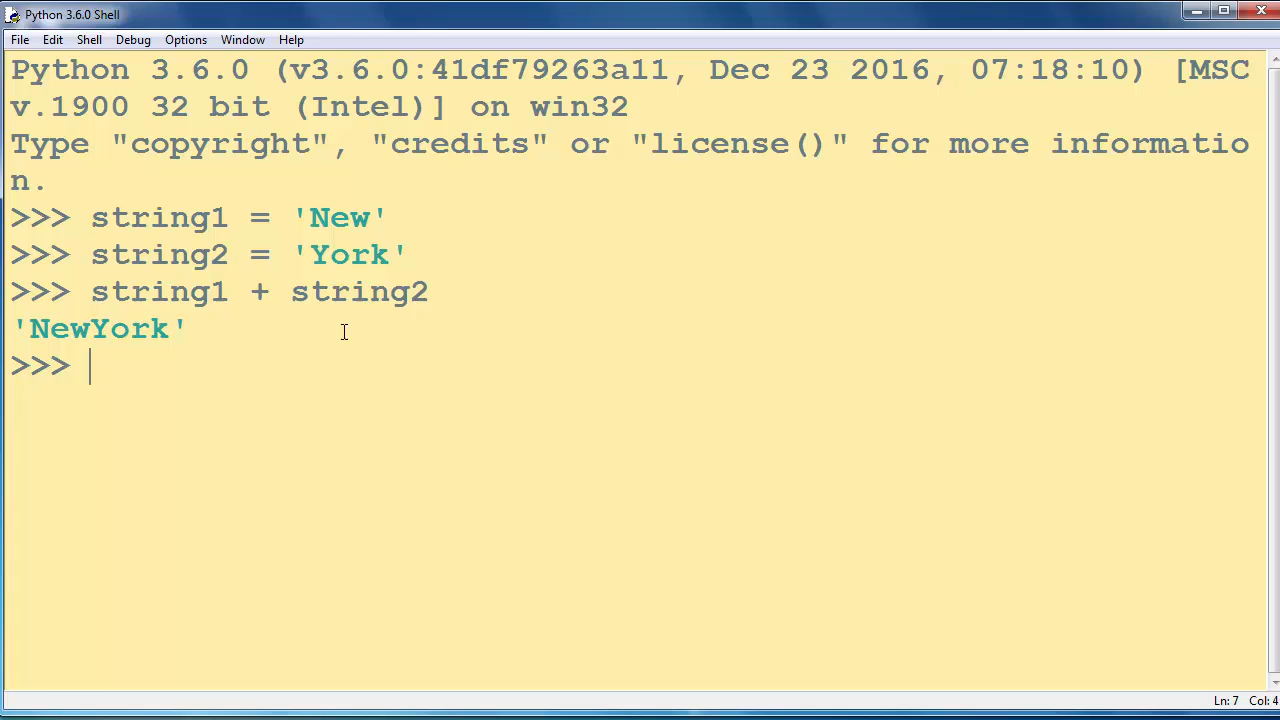 Python 3.6.0 Shell
File Edit Shell Debug Options Window Help
Python 3.6.0 (v3.6.0:41df79263a11, Dec 23 2016, 07:18:10) [MSC
v.1900 32 bit (Intel)] on win32
Type "copyright", "credits" or "license()" for more informatio
n.
>>> string1 = 'New'
>>> string2 = 'York'
>>> string1 + string2
'NewYork'
>>>
Ln: 7 Col: 4